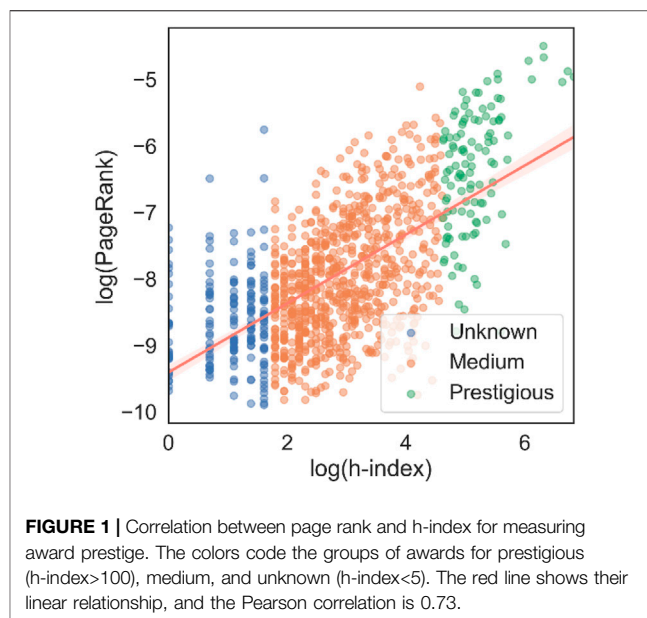 −5
−6
−7
−8
−9
−10
log(PageRank)
Unknown
Medium
Prestigious
0
2
4
6
log(h-index)
FIGURE 1 | Correlation between page rank and h-index for measuring
award prestige. The colors code the groups of awards for prestigious
(h-index>100), medium, and unknown (h-index<5). The red line shows their
linear relationship, and the Pearson correlation is 0.73.